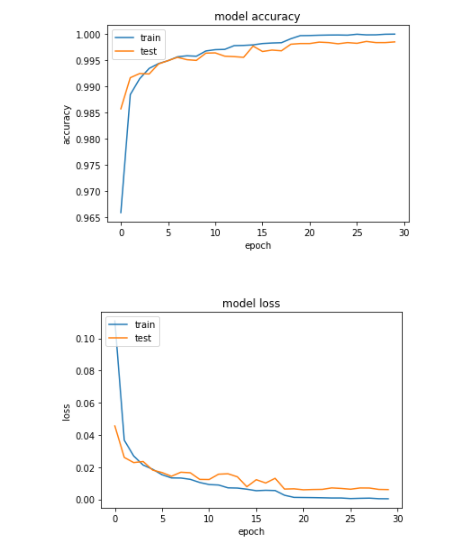 model accuracy
1.000
0.995
0.990
0.985
0.980
0.975
0.970
0.965
accuracy
train
test
0
5
10
15
20
25
30
epoch
model loss
0.10
0.08
0.06
0.04
0.02
0.00
loss
train
test
0
5
10
15
20
25
30
epoch